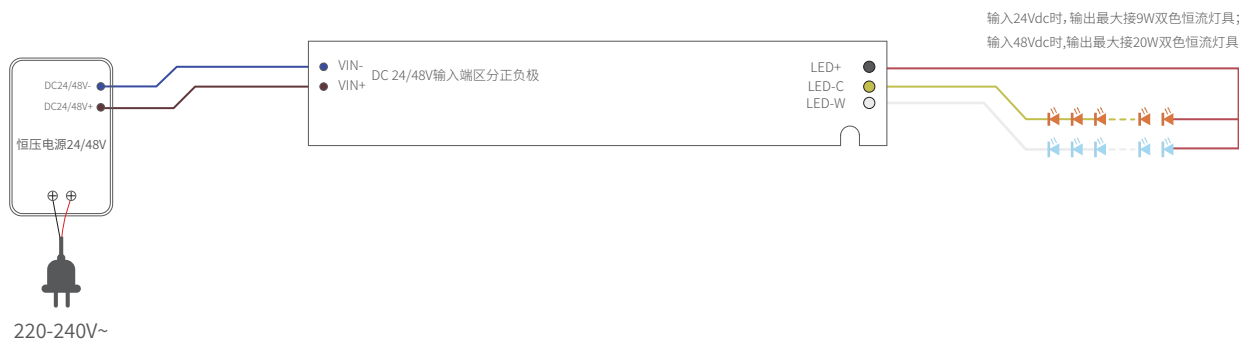 输入24Vdc时，输出最大接9W双色恒流灯具；
输入48Vdc时,输出最大接20W双色恒流灯具
DC24/48V-
DC24/48V+
恒压电源24/48V
220-240V~
VIN-
VIN+
DC 24/48V输入端区分正负极
LED+
LED-C
LED-W